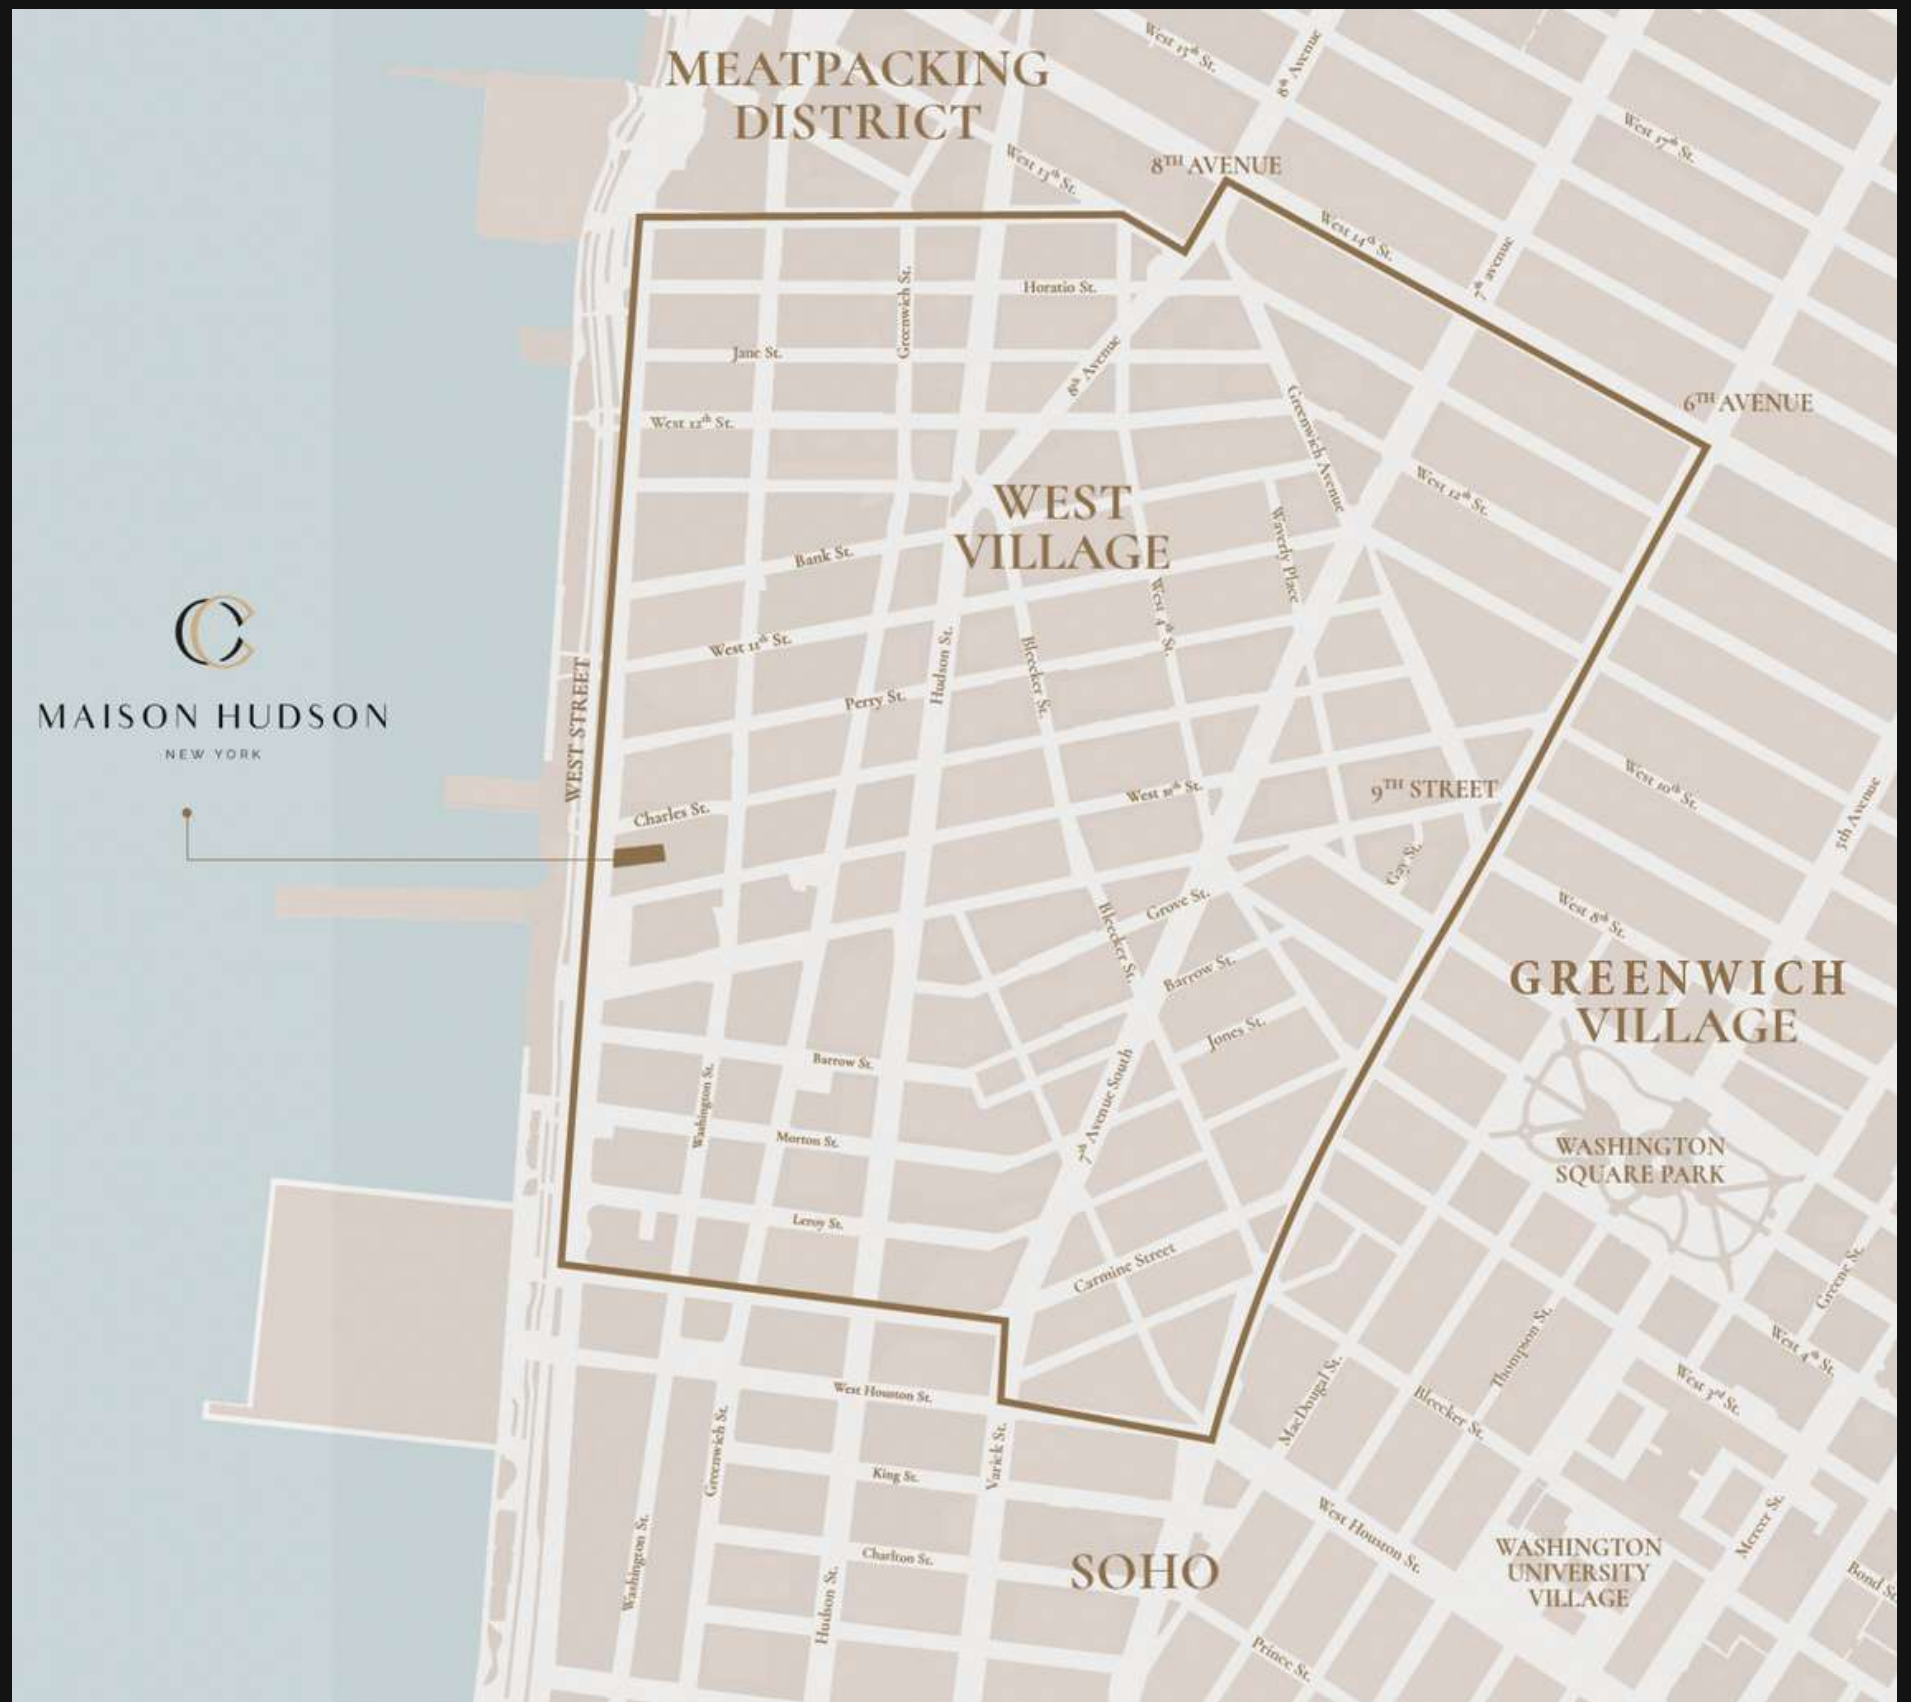 MEATPACKING
DISTRICT
West 15th St.
8th Avenue
West 17th St.
West 13th St.
8TH AVENUE
West 14th St.
7th avenue
Greenwich St.
Horatio St.
Jane St.
8th Avenue
6TH AVENUE
West 12th St.
Greenwich Avenue
West 12th St.
WEST
VILLAGE
Waverly Place
Bank St.
West 4th St.
West 11th St.
Hudson St.
Bleecker St.
Perry St.
CC
MAISON HUDSON
NEW YORK
WEST STREET
Charles St.
West 10th St.
9TH STREET
West 10th St.
5th Avenue
Gay St.
Grove St.
Bleecker St.
West 8th St.
Barrow St.
GREENWICH
VILLAGE
Jones St.
Barrow St.
Washington St.
7th Avenue South
Morton St.
WASHINGTON
SQUARE PARK
Leroy St.
Carmine Street
Greene St.
Thompson St.
West 4th St.
MacDougal St.
West 3rd St.
Bleecker St.
West Houston St.
Greenwich St.
Varick St.
King St.
West Houston St.
Mercer St.
Washington St.
Charlton St.
SOHO
WASHINGTON
UNIVERSITY
VILLAGE
Bond St.
Hudson St.
Prince St.